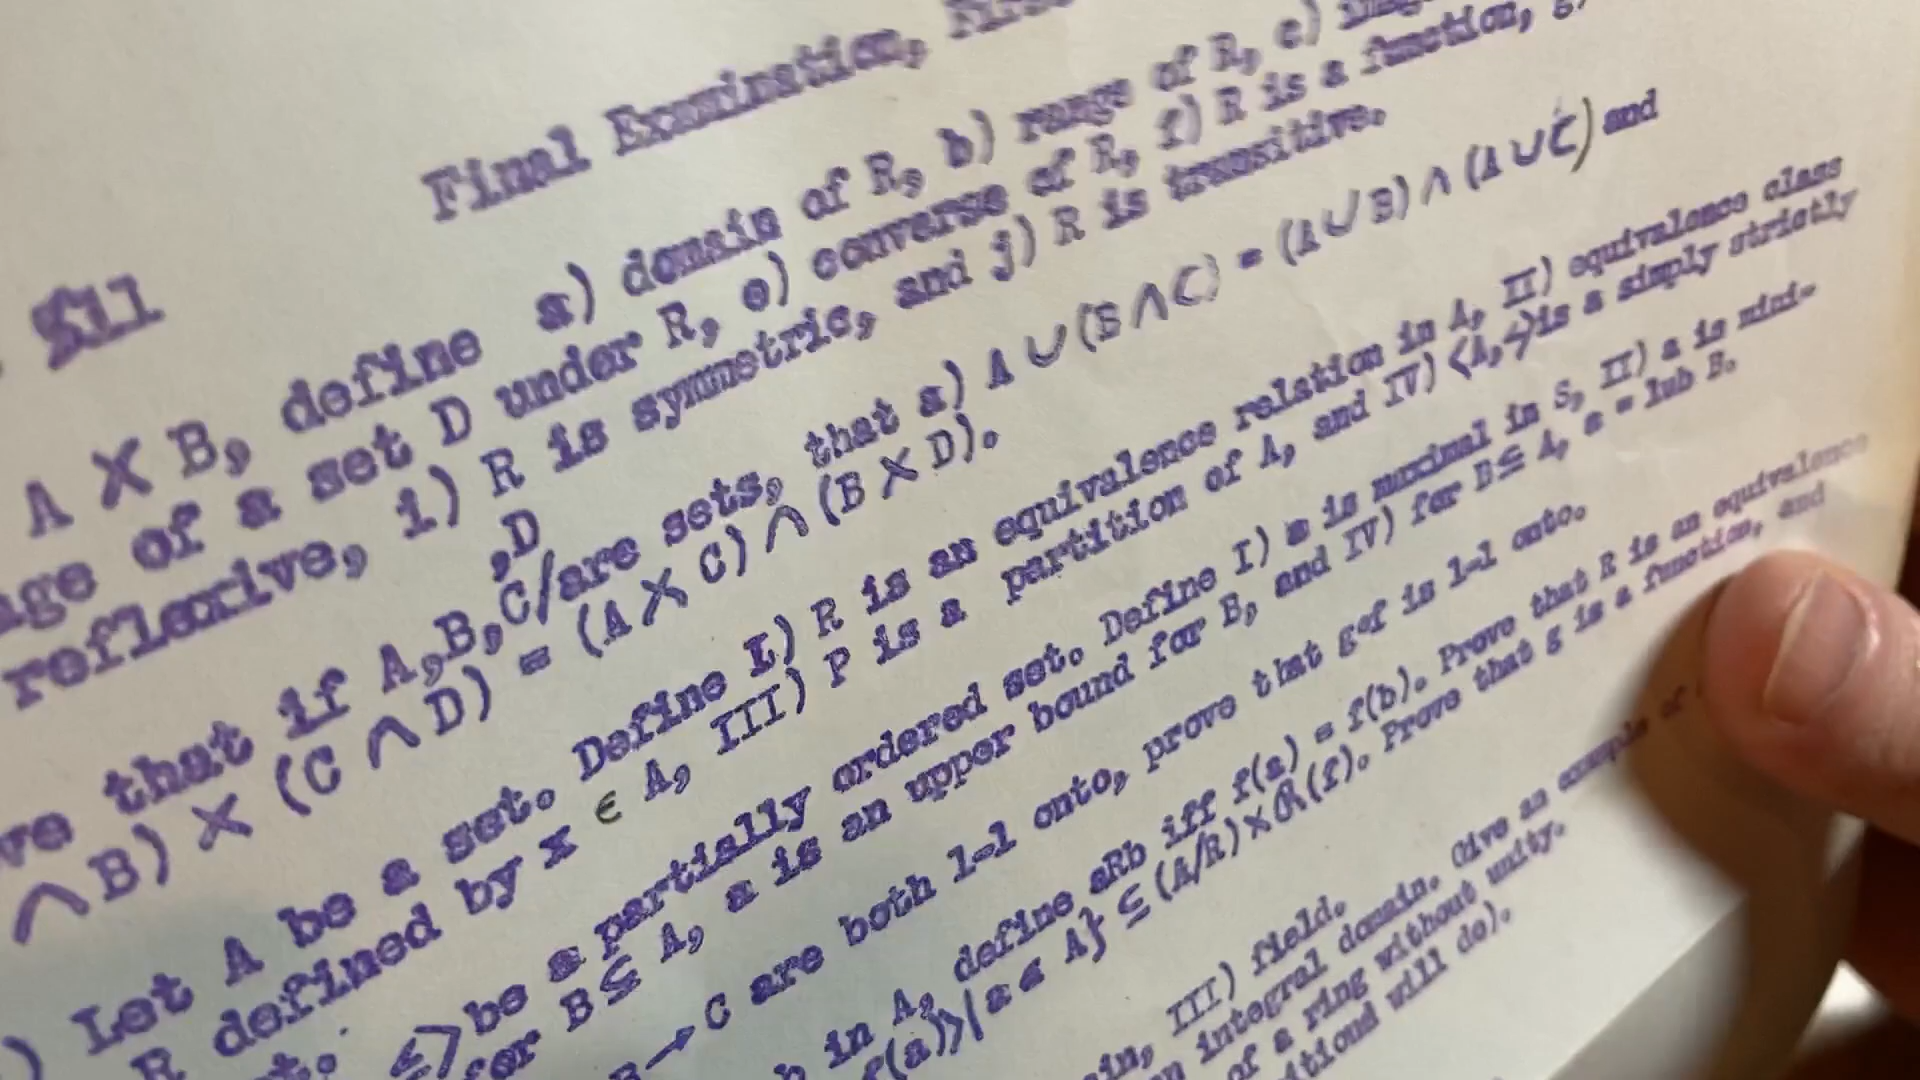 Final Examination, First
511
A × B, define a) domain of R, b) range of R, c)
age of a set D under R, e) converse of R, f) R is a function, g)
reflexive, i) R is symmetric, and j) R is transitive.
,D
ve that if A,B,C/are sets, that a) A ∪ (B ∩ C) = (A ∪ B) ∩ (A ∪ C) and
∩ B) × (C ∩ D) = (A × C) ∩ (B × D).
) Let A be a set. Define I) R is an equivalence relation in A, II) equivalence class
R defined by x ∈ A, III) P is a partition of A, and IV) <A,<> is a simply strictly
≤> be a partially ordered set. Define I) a is maximal in S, II) a is mini-
for B ⊆ A, a is an upper bound for B, and IV) for B ⊆ A, a = lub B.
B → C are both 1-1 onto, prove that g∘f is 1-1 onto.
b in A, define aRb iff f(a) = f(b). Prove that R is an equivalence
f(a)>| a ∈ A} ⊆ (A/R) × R(f). Prove that g is a function, and
ain, III) field.
n integral domain. Give an example of
of a ring without unity.
will do).